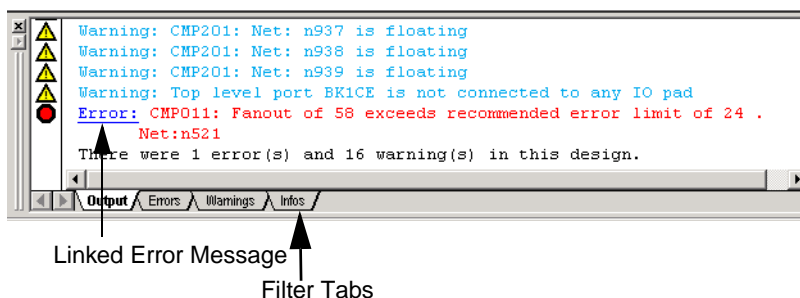 Warning: CMP201: Net: n937 is floating
Warning: CMP201: Net: n938 is floating
Warning: CMP201: Net: n939 is floating
Warning: Top level port BK1CE is not connected to any IO pad
Error: CMP011: Fanout of 58 exceeds recommended error limit of 24 .
Net:n521
There were 1 error(s) and 16 warning(s) in this design.
Output Errors Warnings Infos
Linked Error Message
Filter Tabs